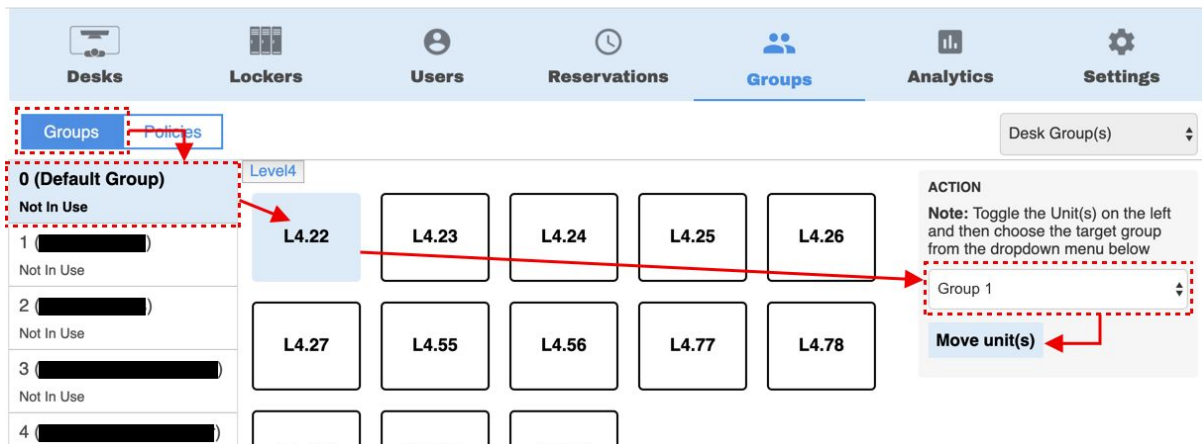 Desks Lockers Users Reservations Groups Analytics Settings
Groups Policies Desk Group(s)
0 (Default Group)
Not In Use
1 ( )
Not In Use
2 ( )
Not In Use
3 ( )
Not In Use
4 ( )
Level4
L4.22 L4.23 L4.24 L4.25 L4.26
L4.27 L4.55 L4.56 L4.77 L4.78
ACTION
Note: Toggle the Unit(s) on the left
and then choose the target group
from the dropdown menu below
Group 1
Move unit(s)